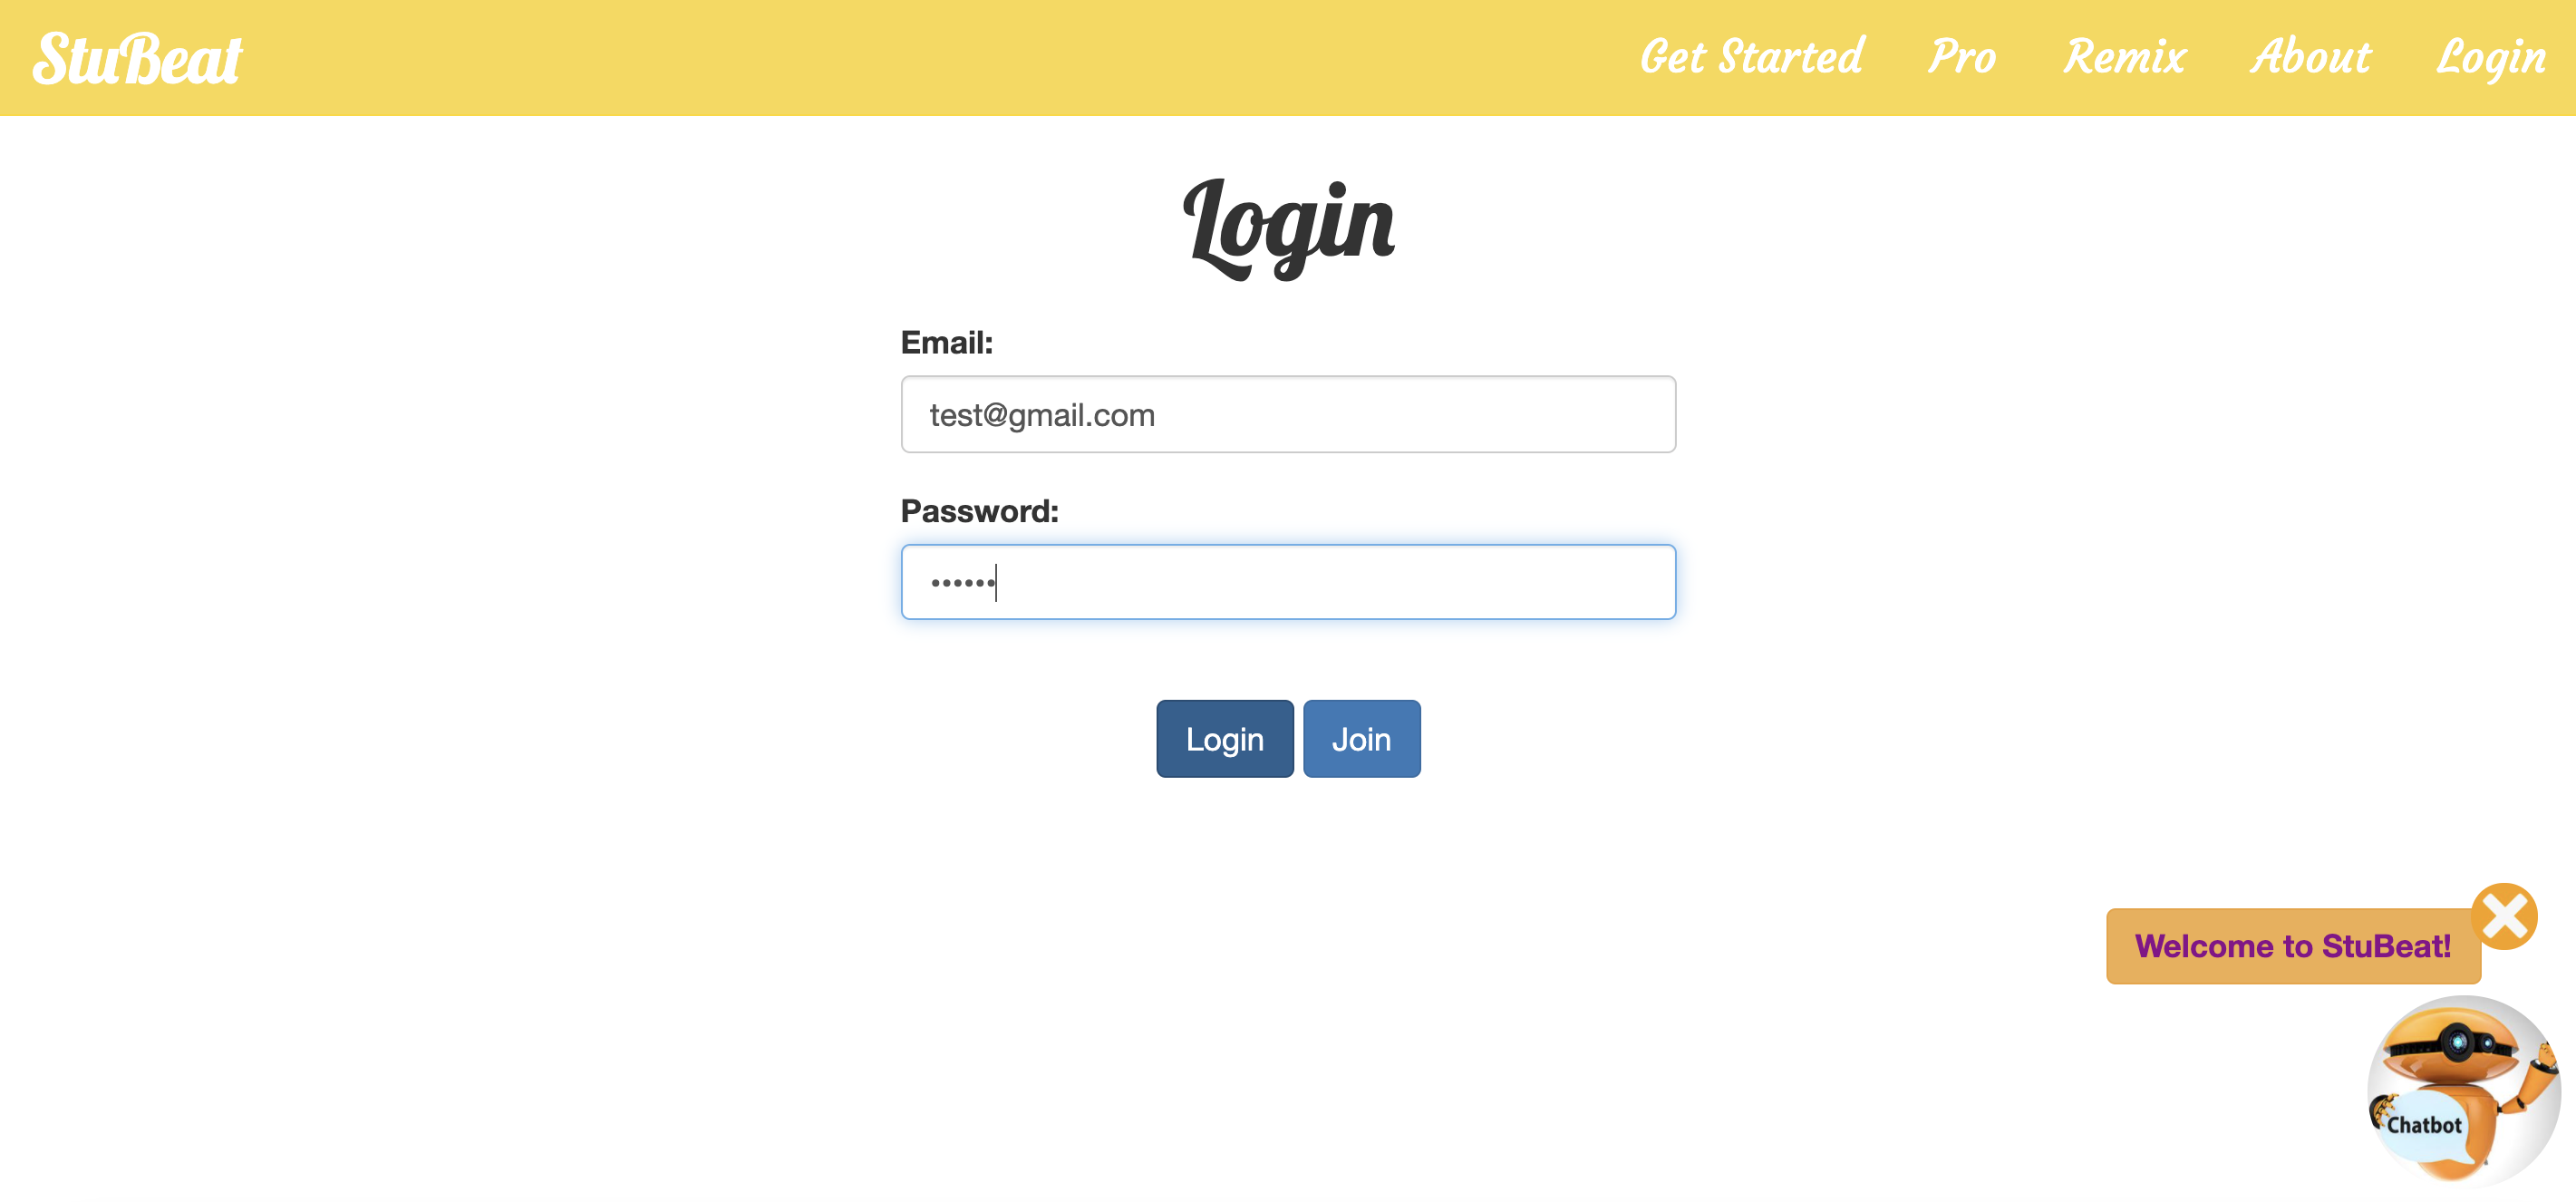 StuBeat
Get Started Pro Remix About Login
Login
Email:
test@gmail.com
Password:
••••••
Login Join
Welcome to StuBeat!
Chatbot